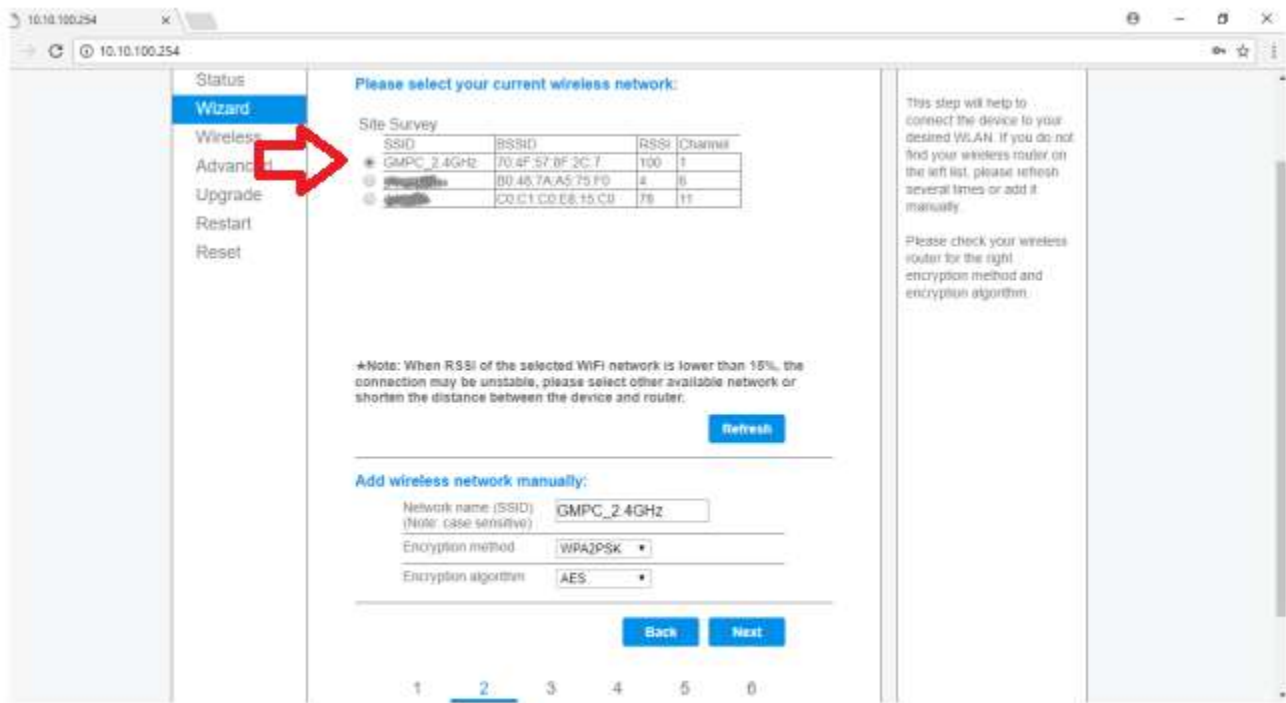 10.10.100.254
10.10.100.254
Status
Wizard
Wireless
Advanced
Upgrade
Restart
Reset
Please select your current wireless network:
Site Survey
SSID BSSID RSSI Channel
GMPC_2.4GHz 70:4F:57:8F:2C:7 100 1
B0:48:7A:A5:75:F0 4 6
C0:C1:C0:E8:15:C0 78 11
★Note: When RSSI of the selected WiFi network is lower than 15%, the
connection may be unstable, please select other available network or
shorten the distance between the device and router.
Refresh
Add wireless network manually:
Network name (SSID)
(Note: case sensitive)
GMPC_2.4GHz
Encryption method WPA2PSK
Encryption algorithm AES
Back Next
1 2 3 4 5 6
This step will help to
connect the device to your
desired WLAN. If you do not
find your wireless router on
the left list, please refresh
several times or add it
manually.
Please check your wireless
router for the right
encryption method and
encryption algorithm.